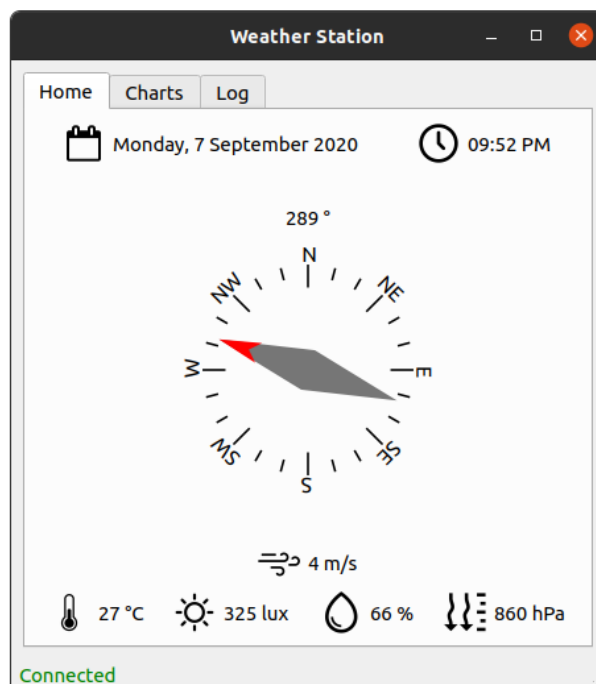 Weather Station
Home Charts Log
Monday, 7 September 2020 09:52 PM
289 °
N
NW NE
W E
SW SE
S
4 m/s
27 °C 325 lux 66 % 860 hPa
Connected